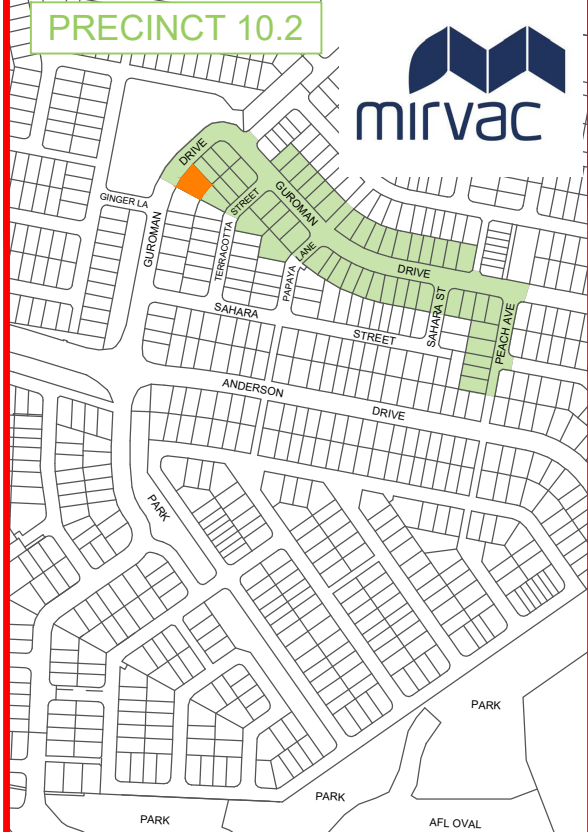 PRECINCT 10.2
mirvac
DRIVE
GINGER LA
GUROMAN
STREET
GUROMAN
TERRACOTTA
LANE
PAPAYA
DRIVE
SAHARA ST
SAHARA
STREET
PEACH AVE
ANDERSON
DRIVE
PARK
PARK
PARK
PARK
AFL OVAL